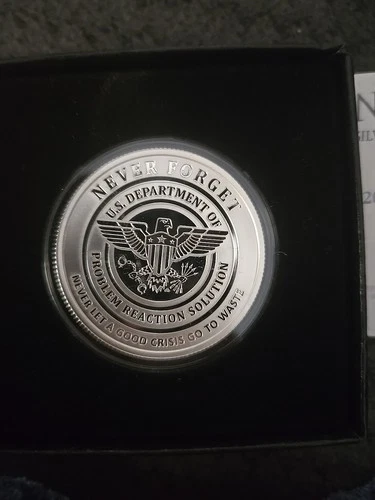 NEVER FORGET
U.S. DEPARTMENT OF
PROBLEM REACTION SOLUTION
NEVER LET A GOOD CRISIS GO TO WASTE